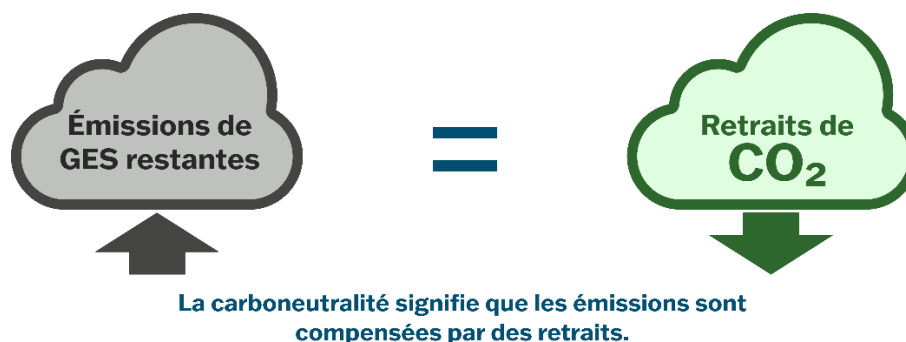 Émissions de
GES restantes
=
Retraits de
CO₂
La carboneutralité signifie que les émissions sont
compensées par des retraits.